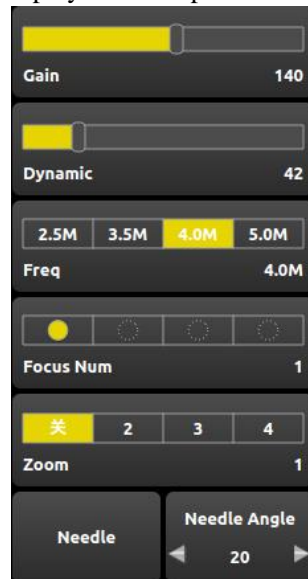 Gain 140
Dynamic 42
2.5M 3.5M 4.0M 5.0M
Freq 4.0M
Focus Num 1
关 2 3 4
Zoom 1
Needle
Needle Angle
20